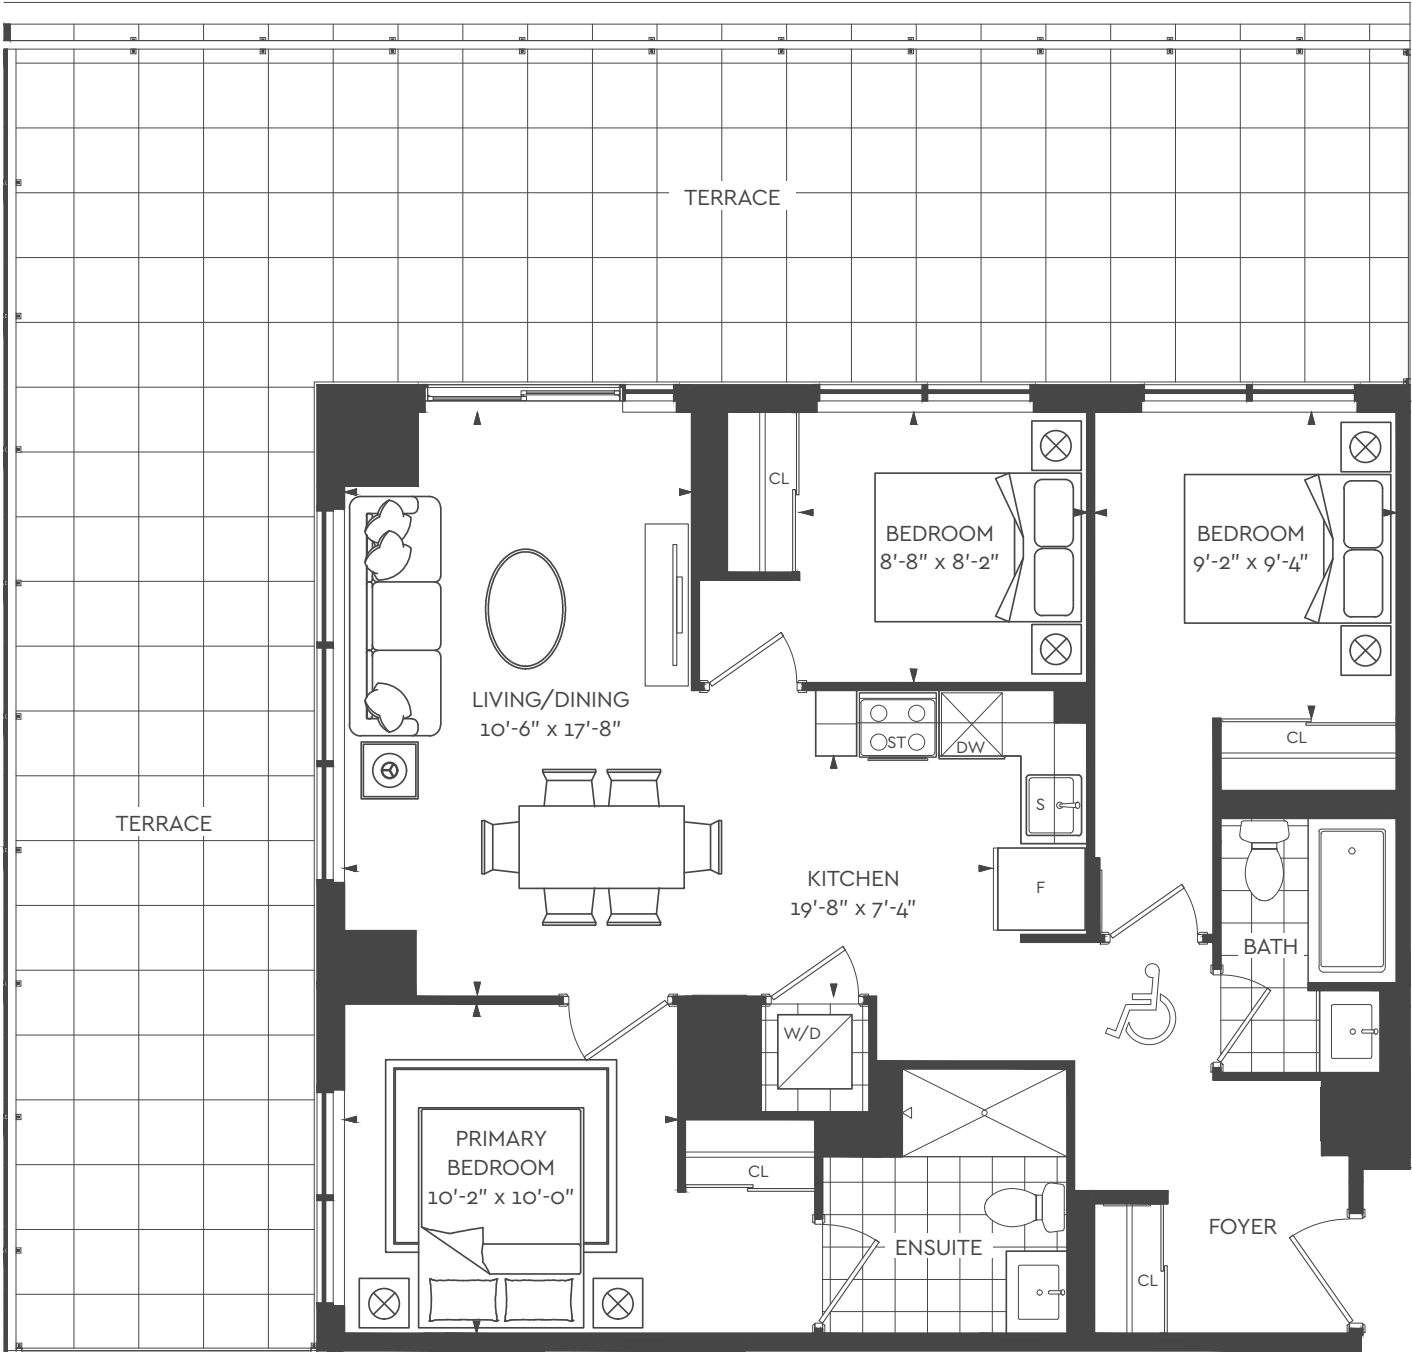 TERRACE
CL
BEDROOM
8'-8" x 8'-2"
BEDROOM
9'-2" x 9'-4"
LIVING/DINING
10'-6" x 17'-8"
ST
DW
CL
S
TERRACE
KITCHEN
19'-8" x 7'-4"
F
BATH
W/D
PRIMARY
BEDROOM
10'-2" x 10'-0"
CL
ENSUITE
FOYER
CL